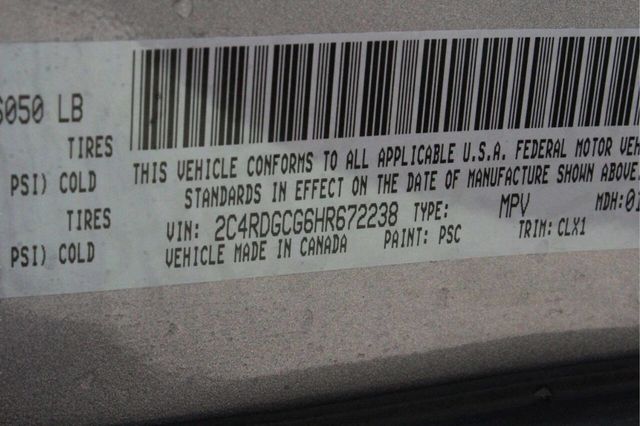 6050 LB
TIRES
PSI) COLD
TIRES
PSI) COLD
THIS VEHICLE CONFORMS TO ALL APPLICABLE U.S.A. FEDERAL MOTOR VEH
STANDARDS IN EFFECT ON THE DATE OF MANUFACTURE SHOWN ABOVE.
VIN: 2C4RDGCG6HR672238 TYPE: MPV MDH:01
VEHICLE MADE IN CANADA PAINT: PSC TRIM: CLX1